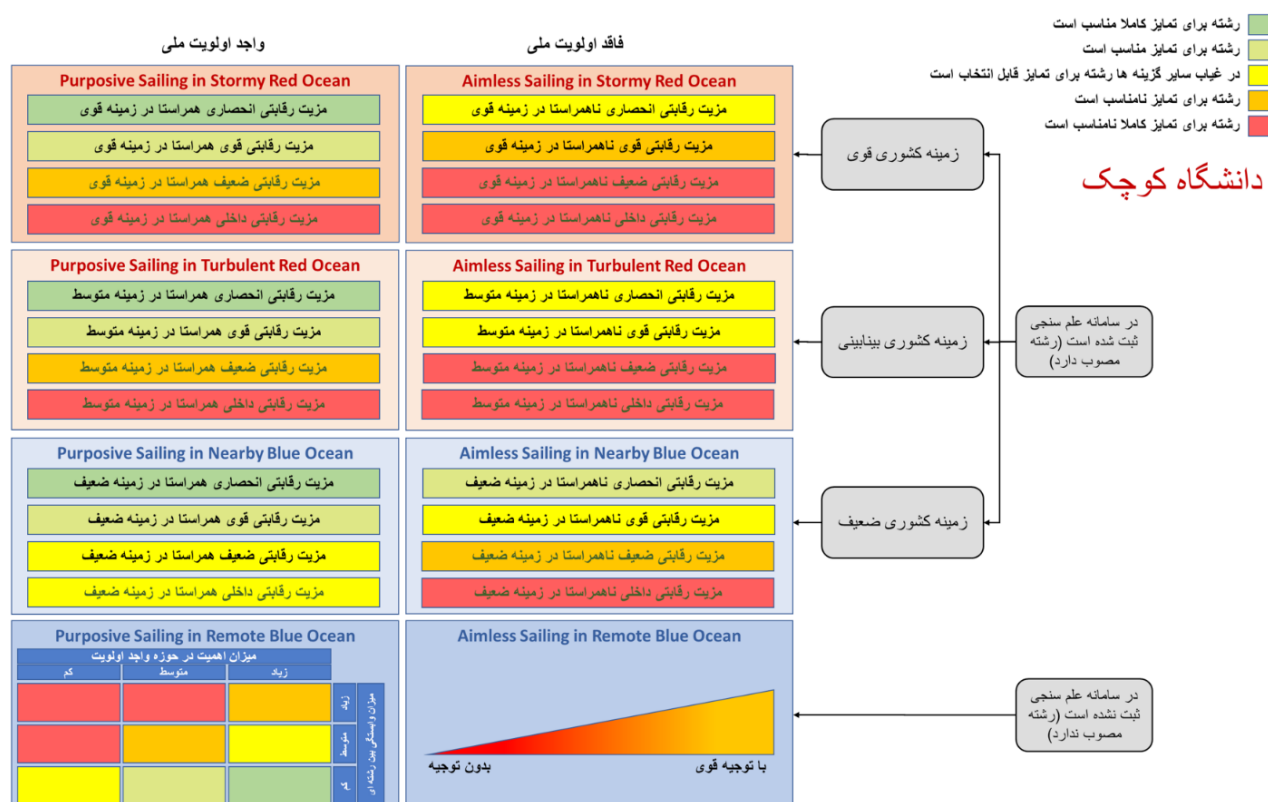 رشته برای تمایز کاملا مناسب است
رشته برای تمایز مناسب است
در غیاب سایر گزینه ها رشته برای تمایز قابل انتخاب است
رشته برای تمایز نامناسب است
رشته برای تمایز کاملا نامناسب است
دانشگاه کوچک
در سامانه علم سنجی
ثبت شده است (رشته
مصوب دارد)
در سامانه علم سنجی
ثبت نشده است (رشته
مصوب ندارد)
زمینه کشوری قوی
زمینه کشوری بینابینی
زمینه کشوری ضعیف
فاقد اولویت ملی
Aimless Sailing in Stormy Red Ocean
مزیت رقابتی انحصاری ناهمراستا در زمینه قوی
مزیت رقابتی قوی ناهمراستا در زمینه قوی
مزیت رقابتی ضعیف ناهمراستا در زمینه قوی
مزیت رقابتی داخلی ناهمراستا در زمینه قوی
Aimless Sailing in Turbulent Red Ocean
مزیت رقابتی انحصاری ناهمراستا در زمینه متوسط
مزیت رقابتی قوی ناهمراستا در زمینه متوسط
مزیت رقابتی ضعیف ناهمراستا در زمینه متوسط
مزیت رقابتی داخلی ناهمراستا در زمینه متوسط
Aimless Sailing in Nearby Blue Ocean
مزیت رقابتی انحصاری ناهمراستا در زمینه ضعیف
مزیت رقابتی قوی ناهمراستا در زمینه ضعیف
مزیت رقابتی ضعیف ناهمراستا در زمینه ضعیف
مزیت رقابتی داخلی ناهمراستا در زمینه ضعیف
Aimless Sailing in Remote Blue Ocean
با توجیه قوی
بدون توجیه
واجد اولویت ملی
Purposive Sailing in Stormy Red Ocean
مزیت رقابتی انحصاری همراستا در زمینه قوی
مزیت رقابتی قوی همراستا در زمینه قوی
مزیت رقابتی ضعیف همراستا در زمینه قوی
مزیت رقابتی داخلی همراستا در زمینه قوی
Purposive Sailing in Turbulent Red Ocean
مزیت رقابتی انحصاری همراستا در زمینه متوسط
مزیت رقابتی قوی همراستا در زمینه متوسط
مزیت رقابتی ضعیف همراستا در زمینه متوسط
مزیت رقابتی داخلی همراستا در زمینه متوسط
Purposive Sailing in Nearby Blue Ocean
مزیت رقابتی انحصاری همراستا در زمینه ضعیف
مزیت رقابتی قوی همراستا در زمینه ضعیف
مزیت رقابتی ضعیف همراستا در زمینه ضعیف
مزیت رقابتی داخلی همراستا در زمینه ضعیف
Purposive Sailing in Remote Blue Ocean
میزان اهمیت در حوزه واجد اولویت
زیاد
متوسط
کم
میزان وابستگی بین رشته ای
زیاد
متوسط
کم